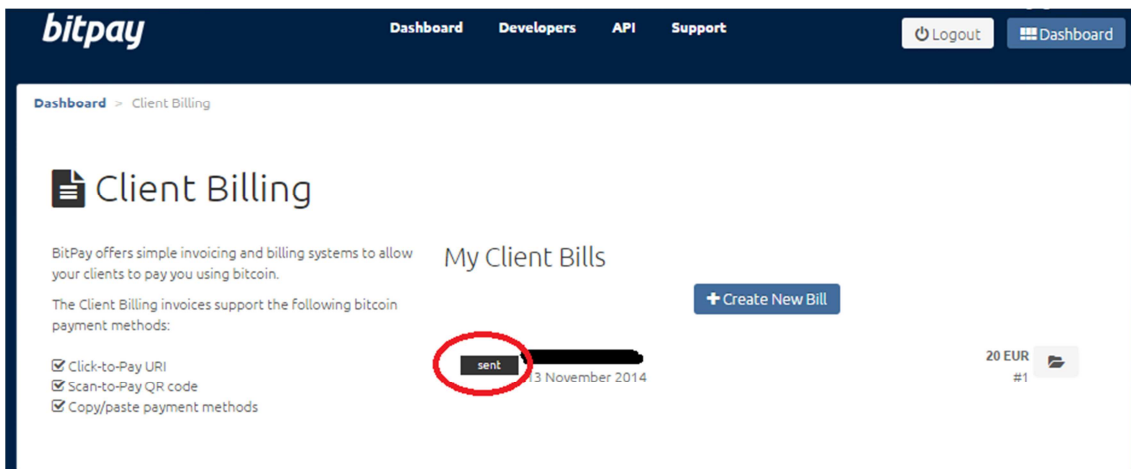 bitpay
Dashboard Developers API Support
Logout
Dashboard
Dashboard > Client Billing
Client Billing
BitPay offers simple invoicing and billing systems to allow
your clients to pay you using bitcoin.
The Client Billing invoices support the following bitcoin
payment methods:
Click-to-Pay URI
Scan-to-Pay QR code
Copy/paste payment methods
My Client Bills
Create New Bill
sent
13 November 2014
20 EUR
#1